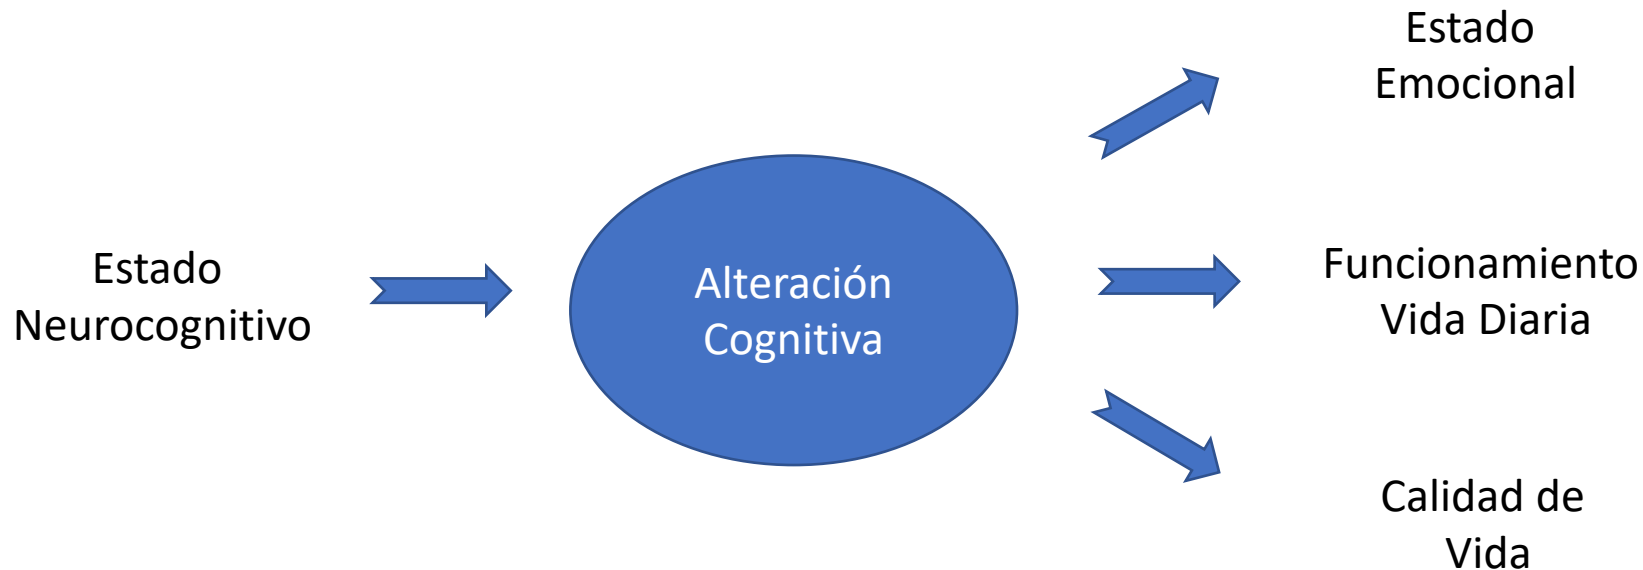 Estado
Neurocognitivo
Alteración
Cognitiva
Estado
Emocional
Funcionamiento
Vida Diaria
Calidad de
Vida